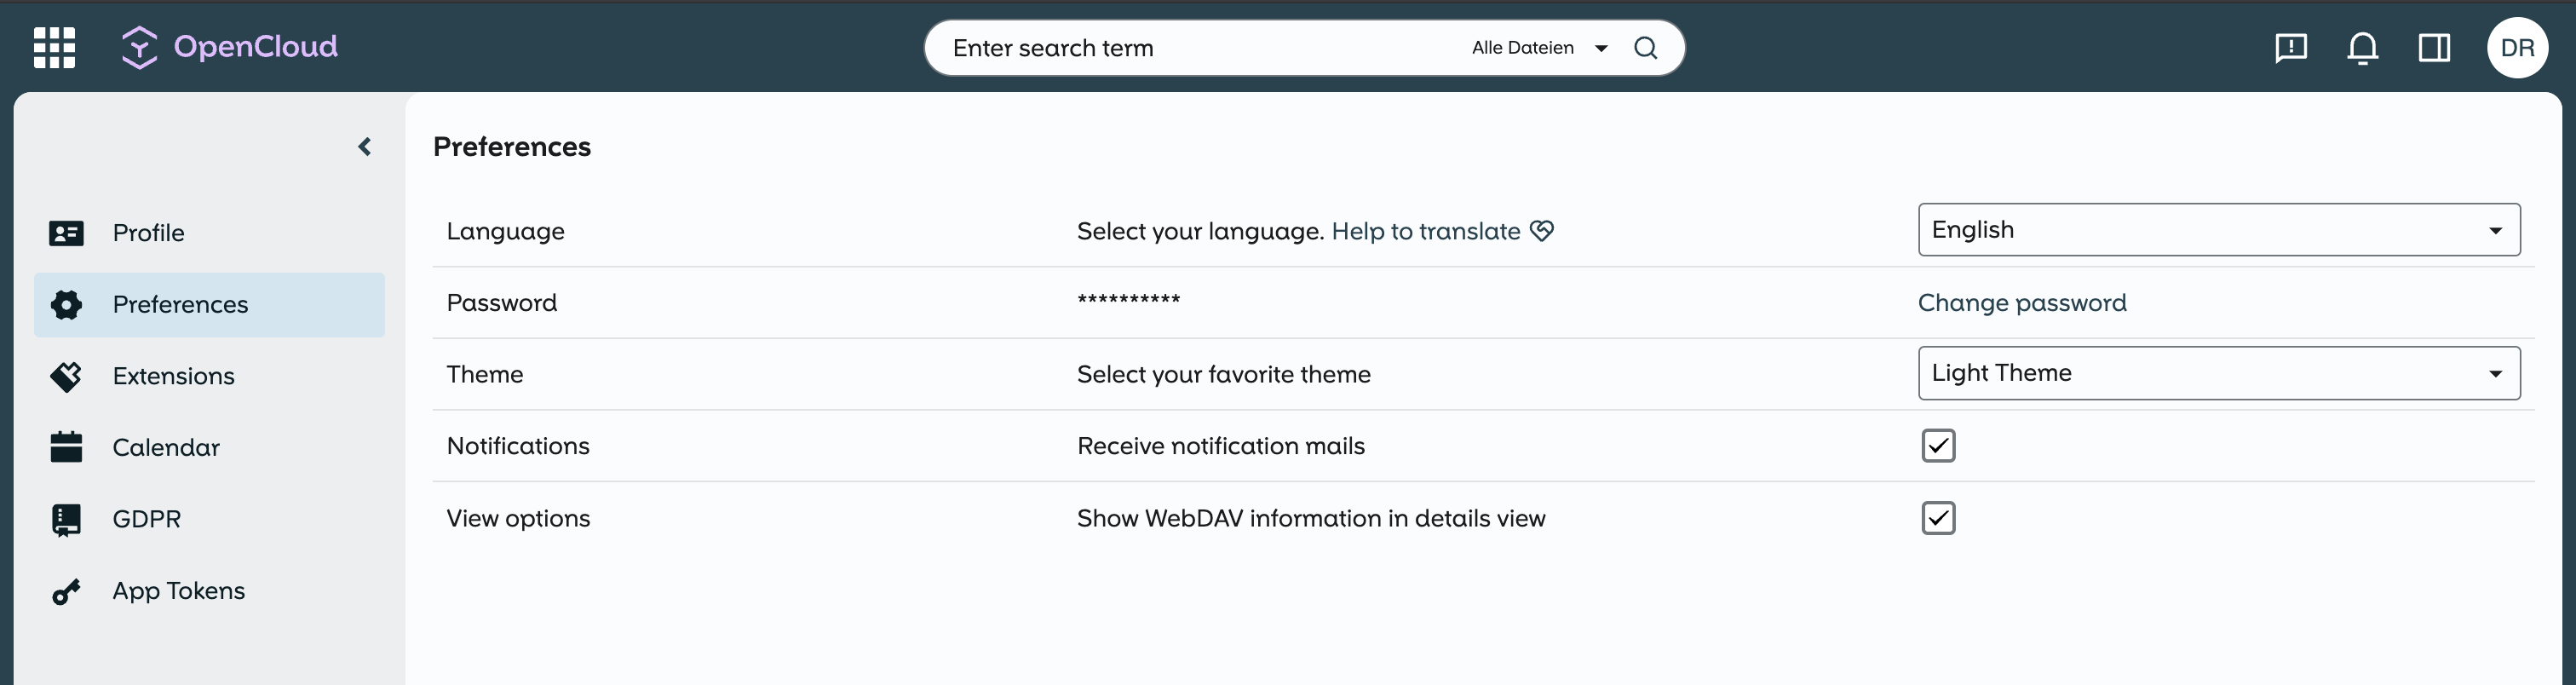 OpenCloud
Enter search term Alle Dateien
DR
Preferences
Profile
Preferences
Extensions
Calendar
GDPR
App Tokens
Language Select your language. Help to translate English
Password ********** Change password
Theme Select your favorite theme Light Theme
Notifications Receive notification mails
View options Show WebDAV information in details view